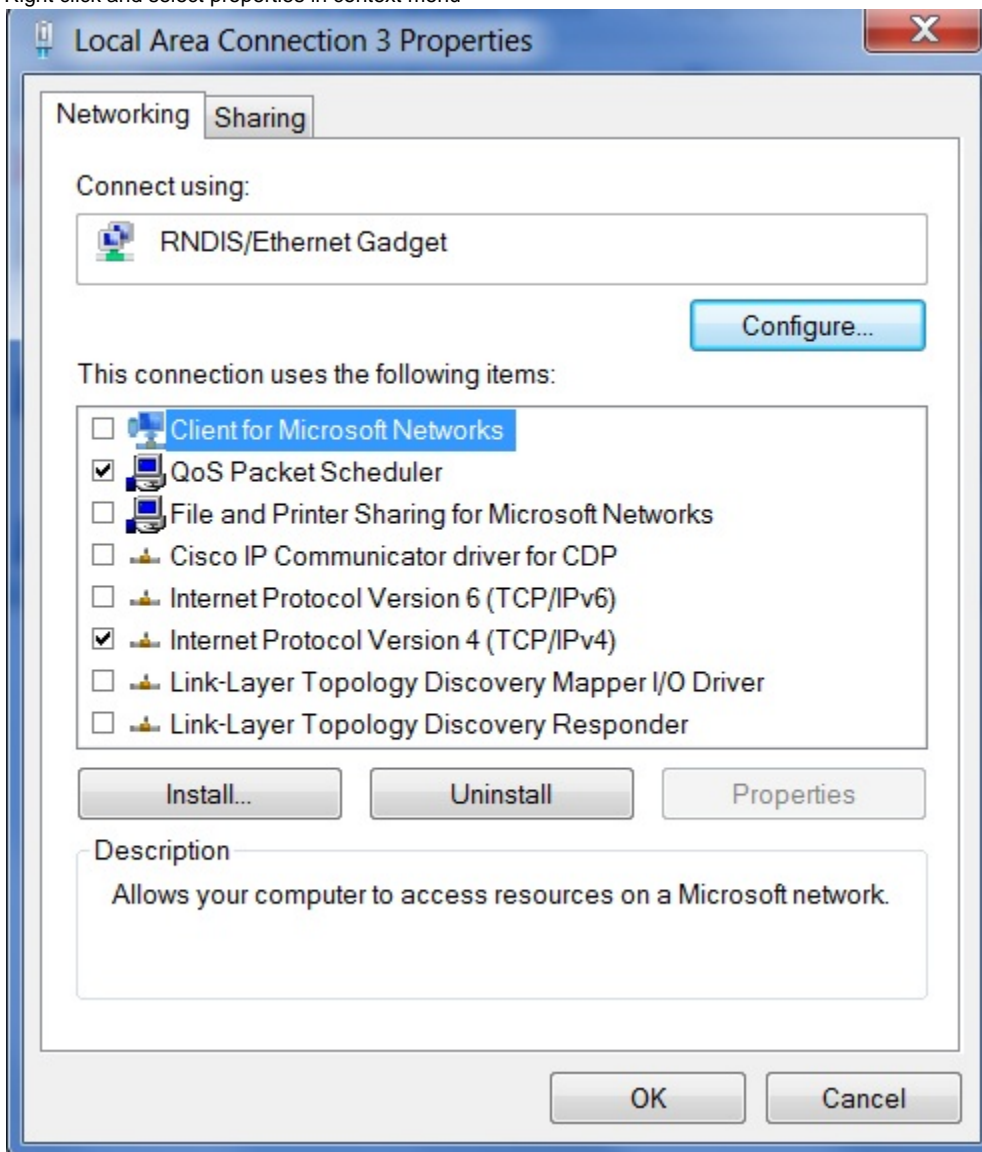 Right click and select properties in context menu
Local Area Connection 3 Properties
X
Networking
Sharing
Connect using:
RNDIS/Ethernet Gadget
Configure...
This connection uses the following items:
Client for Microsoft Networks
QoS Packet Scheduler
File and Printer Sharing for Microsoft Networks
Cisco IP Communicator driver for CDP
Internet Protocol Version 6 (TCP/IPv6)
Internet Protocol Version 4 (TCP/IPv4)
Link-Layer Topology Discovery Mapper I/O Driver
Link-Layer Topology Discovery Responder
Install...
Uninstall
Properties
Description
Allows your computer to access resources on a Microsoft network.
OK
Cancel